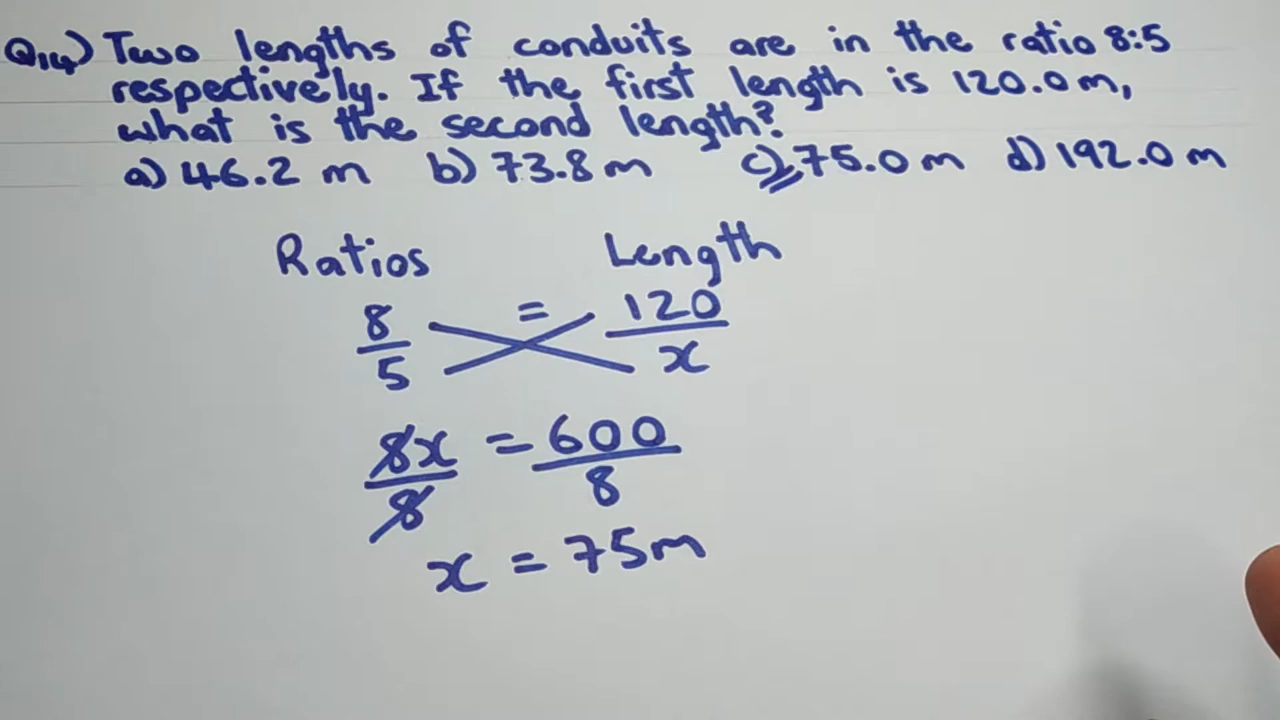 Q14) Two lengths of conduits are in the ratio 8:5
respectively. If the first length is 120.0m,
what is the second length?
a) 46.2 m b) 73.8 m c) 75.0 m d) 192.0 m
Ratios Length
8/5 = 120/x
8x/8 = 600/8
x = 75m